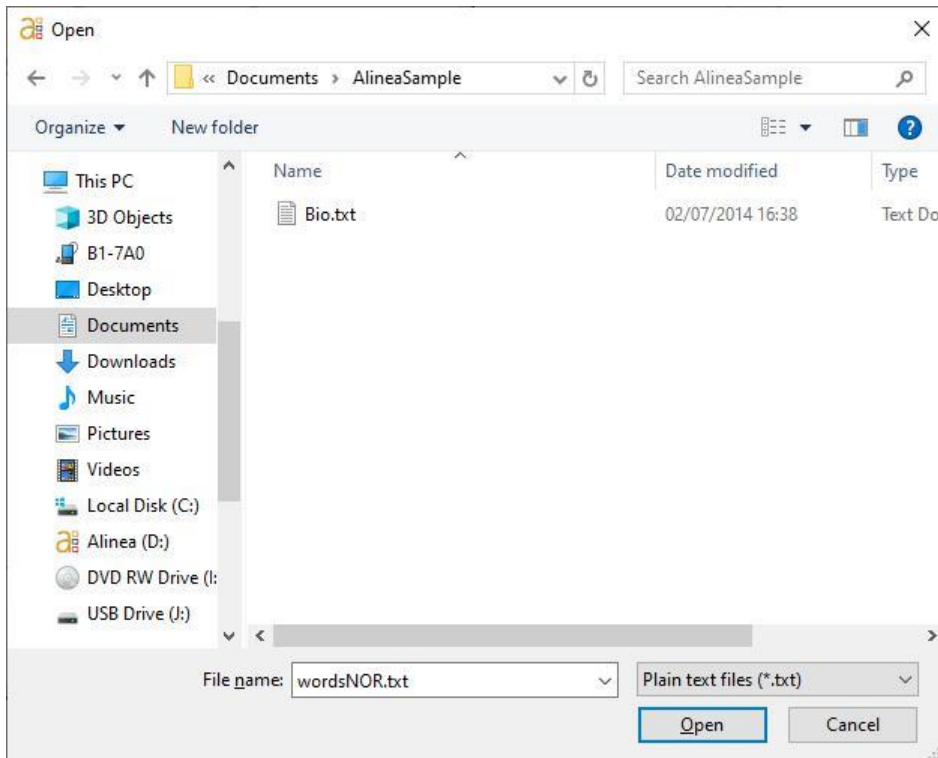 Open
« Documents › AlineaSample
Search AlineaSample
Organize
New folder
Name
Date modified
Type
This PC
3D Objects
B1-7A0
Desktop
Documents
Downloads
Music
Pictures
Videos
Local Disk (C:)
Alinea (D:)
DVD RW Drive (I:
USB Drive (J:)
Bio.txt
02/07/2014 16:38
Text Do
File name:
wordsNOR.txt
Plain text files (*.txt)
Open
Cancel